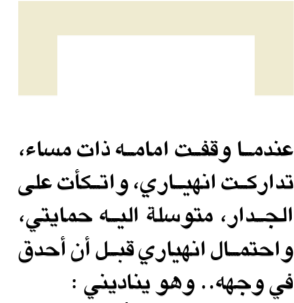 عندما وقفت امامه ذات مساء،
تداركت انهياري، واتكأت على
الجدار، متوسلة اليه حمايتي،
واحتمال انهياري قبل أن أحدق
في وجهه.. وهو يناديني :